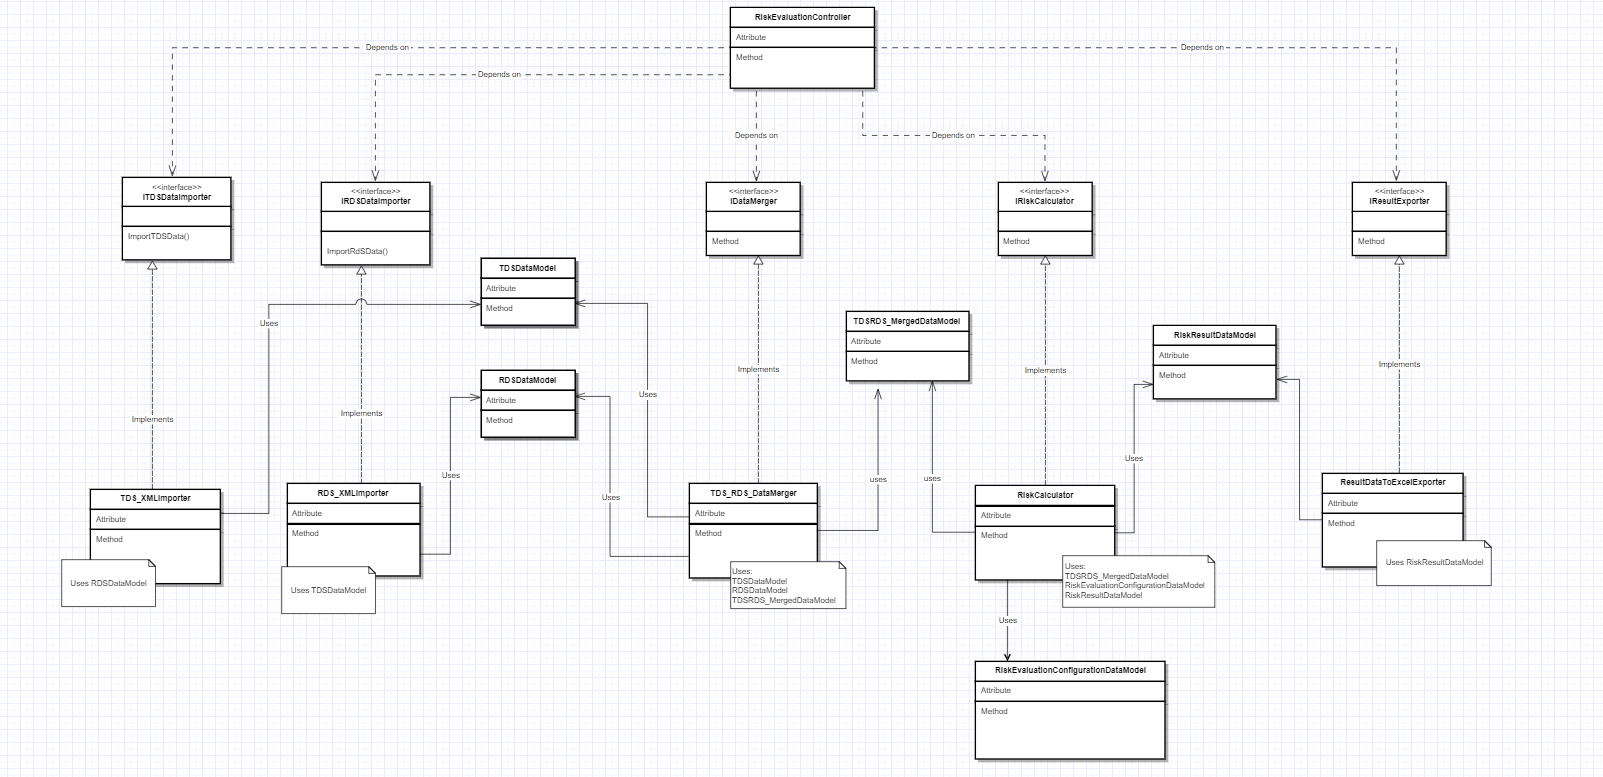 RiskEvaluationController
Attribute
Method
Depends on
Depends on
Depends on
Depends on
Depends on
<<interface>>
ITDSDataImporter
ImportTDSData()
<<interface>>
IRDSDataImporter
ImportRdSData()
<<interface>>
IDataMerger
Method
<<interface>>
IRiskCalculator
Method
<<interface>>
IResultExporter
Method
TDSDataModel
Attribute
Method
RDSDataModel
Attribute
Method
TDSRDS_MergedDataModel
Attribute
Method
RiskResultDataModel
Attribute
Method
Uses
Implements
Implements
Uses
Uses
Uses
Implements
uses
uses
Implements
Uses
Implements
TDS_XMLImporter
Attribute
Method
Uses RDSDataModel
RDS_XMLImporter
Attribute
Method
Uses TDSDataModel
TDS_RDS_DataMerger
Attribute
Method
Uses:
TDSDataModel
RDSDataModel
TDSRDS_MergedDataModel
RiskCalculator
Attribute
Method
Uses:
TDSRDS_MergedDataModel
RiskEvaluationConfigurationDataModel
RiskResultDataModel
ResultDataToExcelExporter
Attribute
Method
Uses RiskResultDataModel
Uses
RiskEvaluationConfigurationDataModel
Attribute
Method